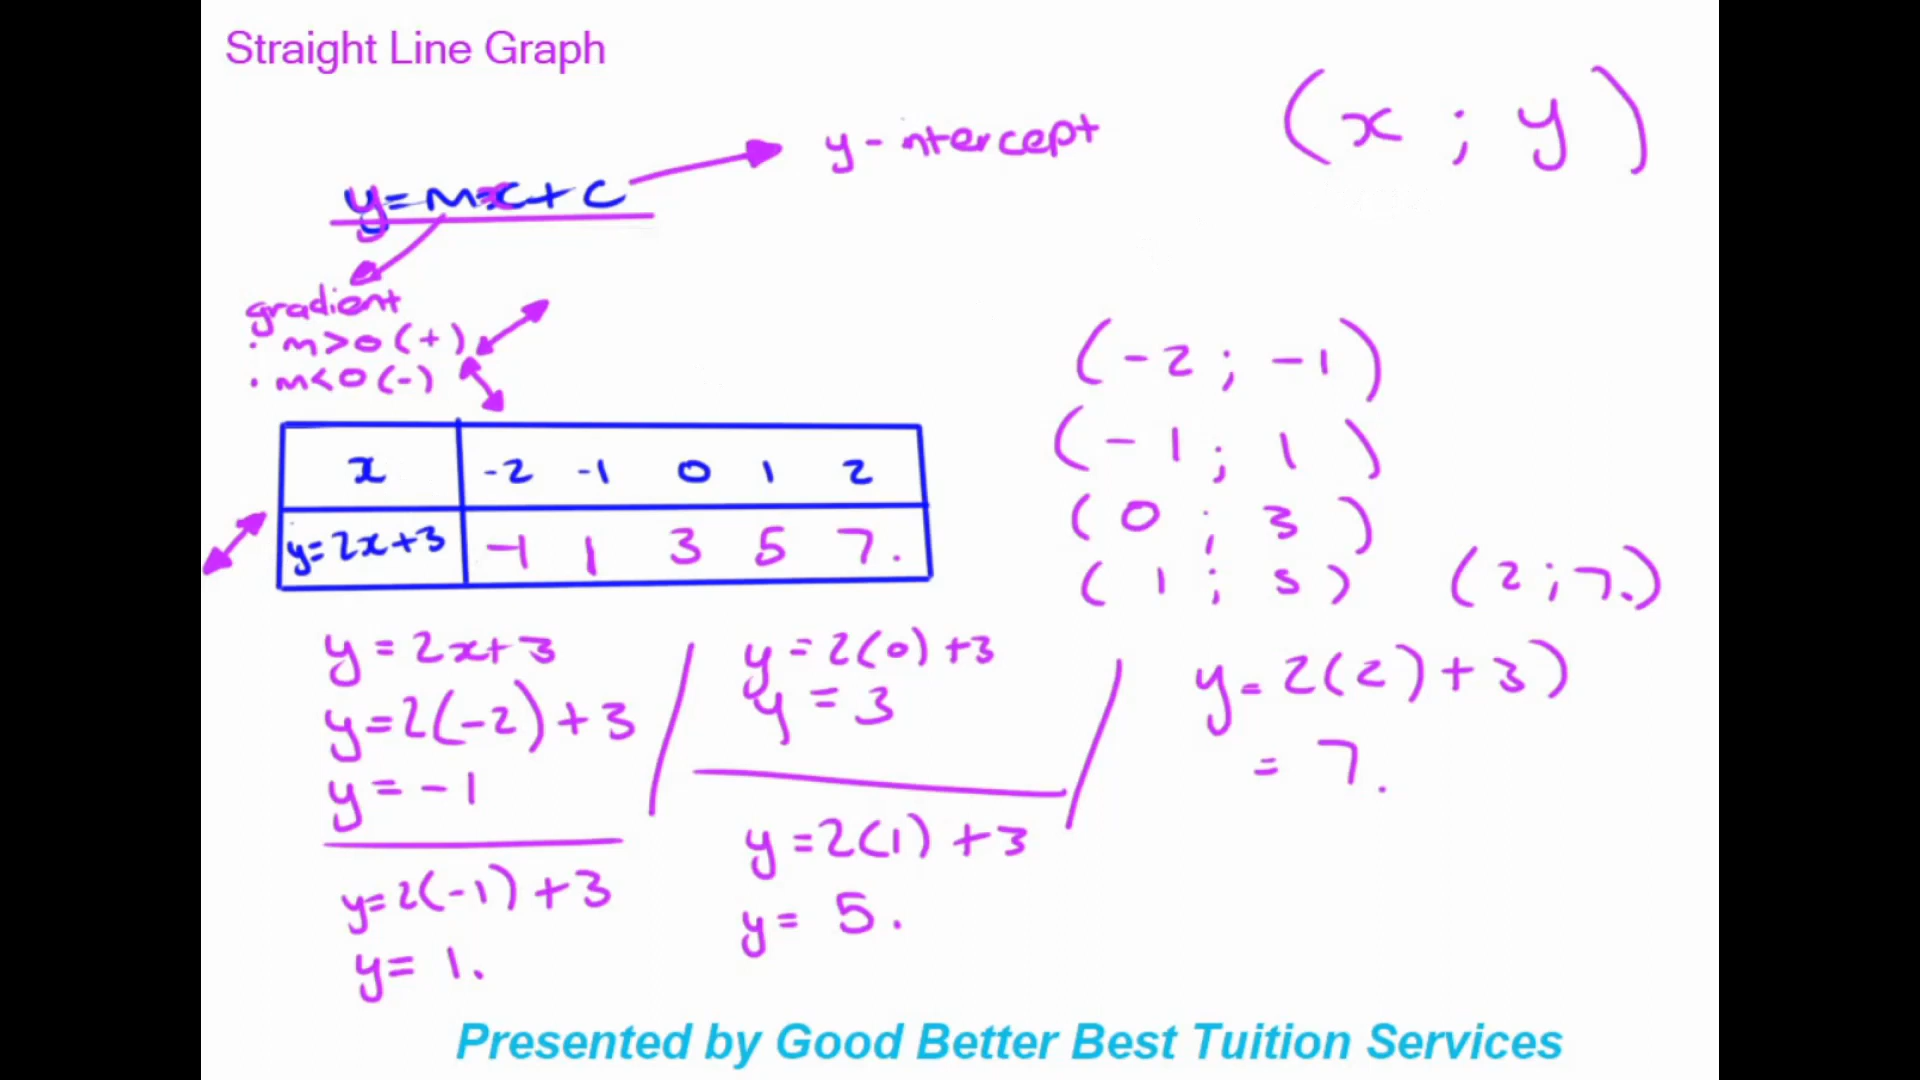 Straight Line Graph
(x ; y)
y-intercept
y=mx+c
gradient
· m>0 (+)
· m<0 (-)
(-2 ; -1)
(-1 ; 1)
(0 ; 3)
(1 ; 5) (2 ; 7.)
x -2 -1 0 1 2
y=2x+3 -1 1 3 5 7.
y=2x+3
y=2(-2)+3
y=-1
y=2(-1)+3
y=1.
y=2(0)+3
y=3
y=2(1)+3
y=5.
y=2(2)+3)
=7.
Presented by Good Better Best Tuition Services